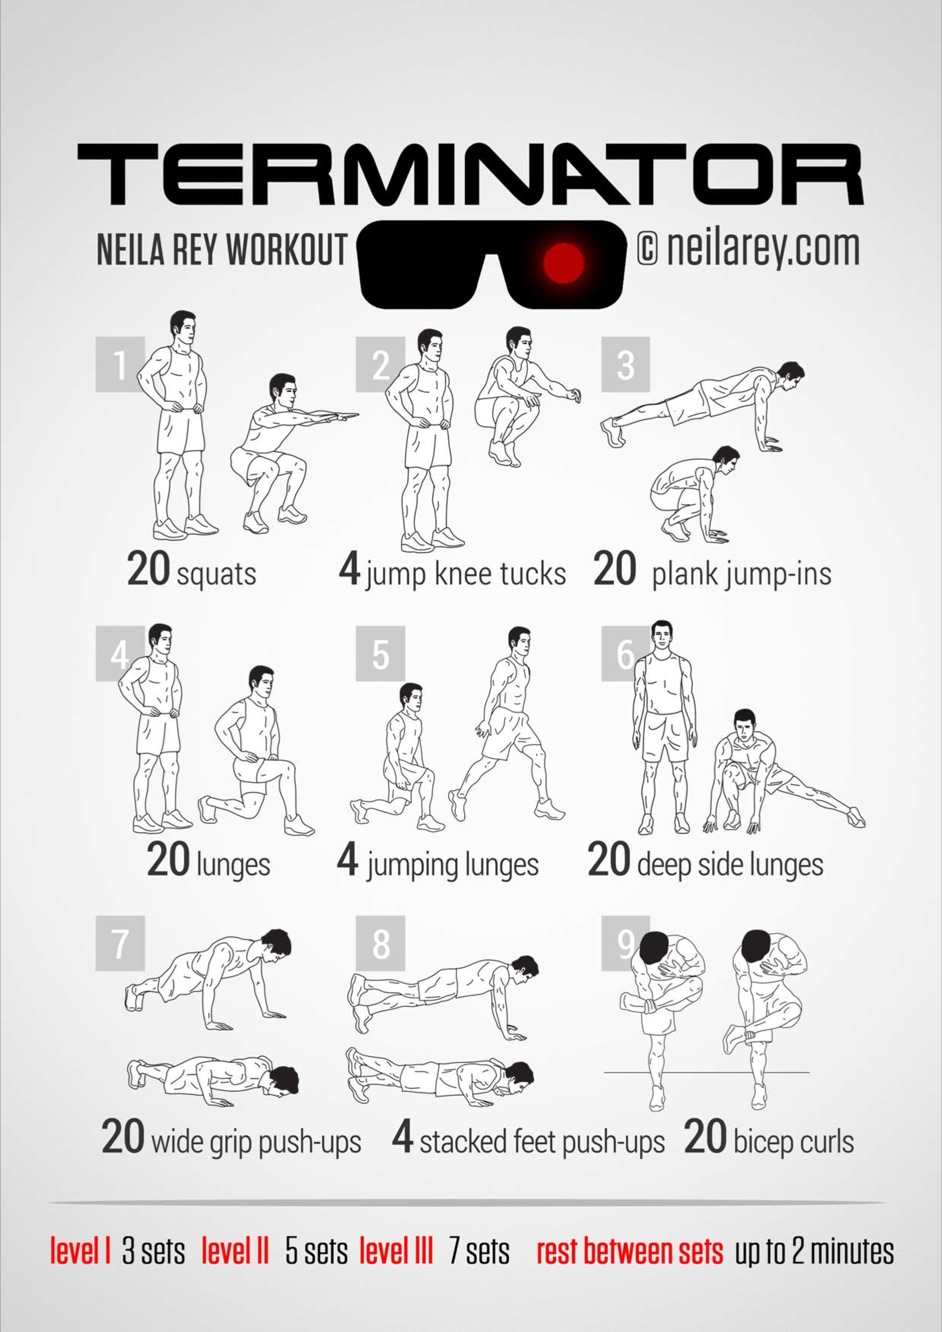 TERMINATOR
NEILA REY WORKOUT © neilarey.com
1 2 3
20 squats 4 jump knee tucks 20 plank jump-ins
4 5 6
20 lunges 4 jumping lunges 20 deep side lunges
7 8 9
20 wide grip push-ups 4 stacked feet push-ups 20 bicep curls
level I 3 sets level II 5 sets level III 7 sets rest between sets up to 2 minutes